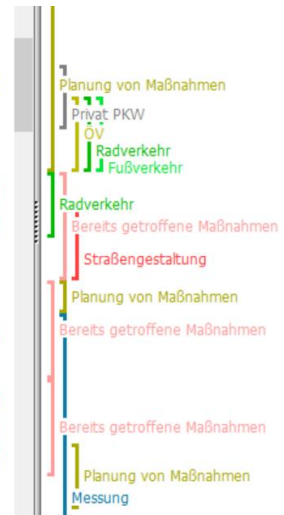 Planung von Maßnahmen
Privat PKW
ÖV
Radverkehr
Fußverkehr
Radverkehr
Bereits getroffene Maßnahmen
Straßengestaltung
Planung von Maßnahmen
Bereits getroffene Maßnahmen
Bereits getroffene Maßnahmen
Planung von Maßnahmen
Messung